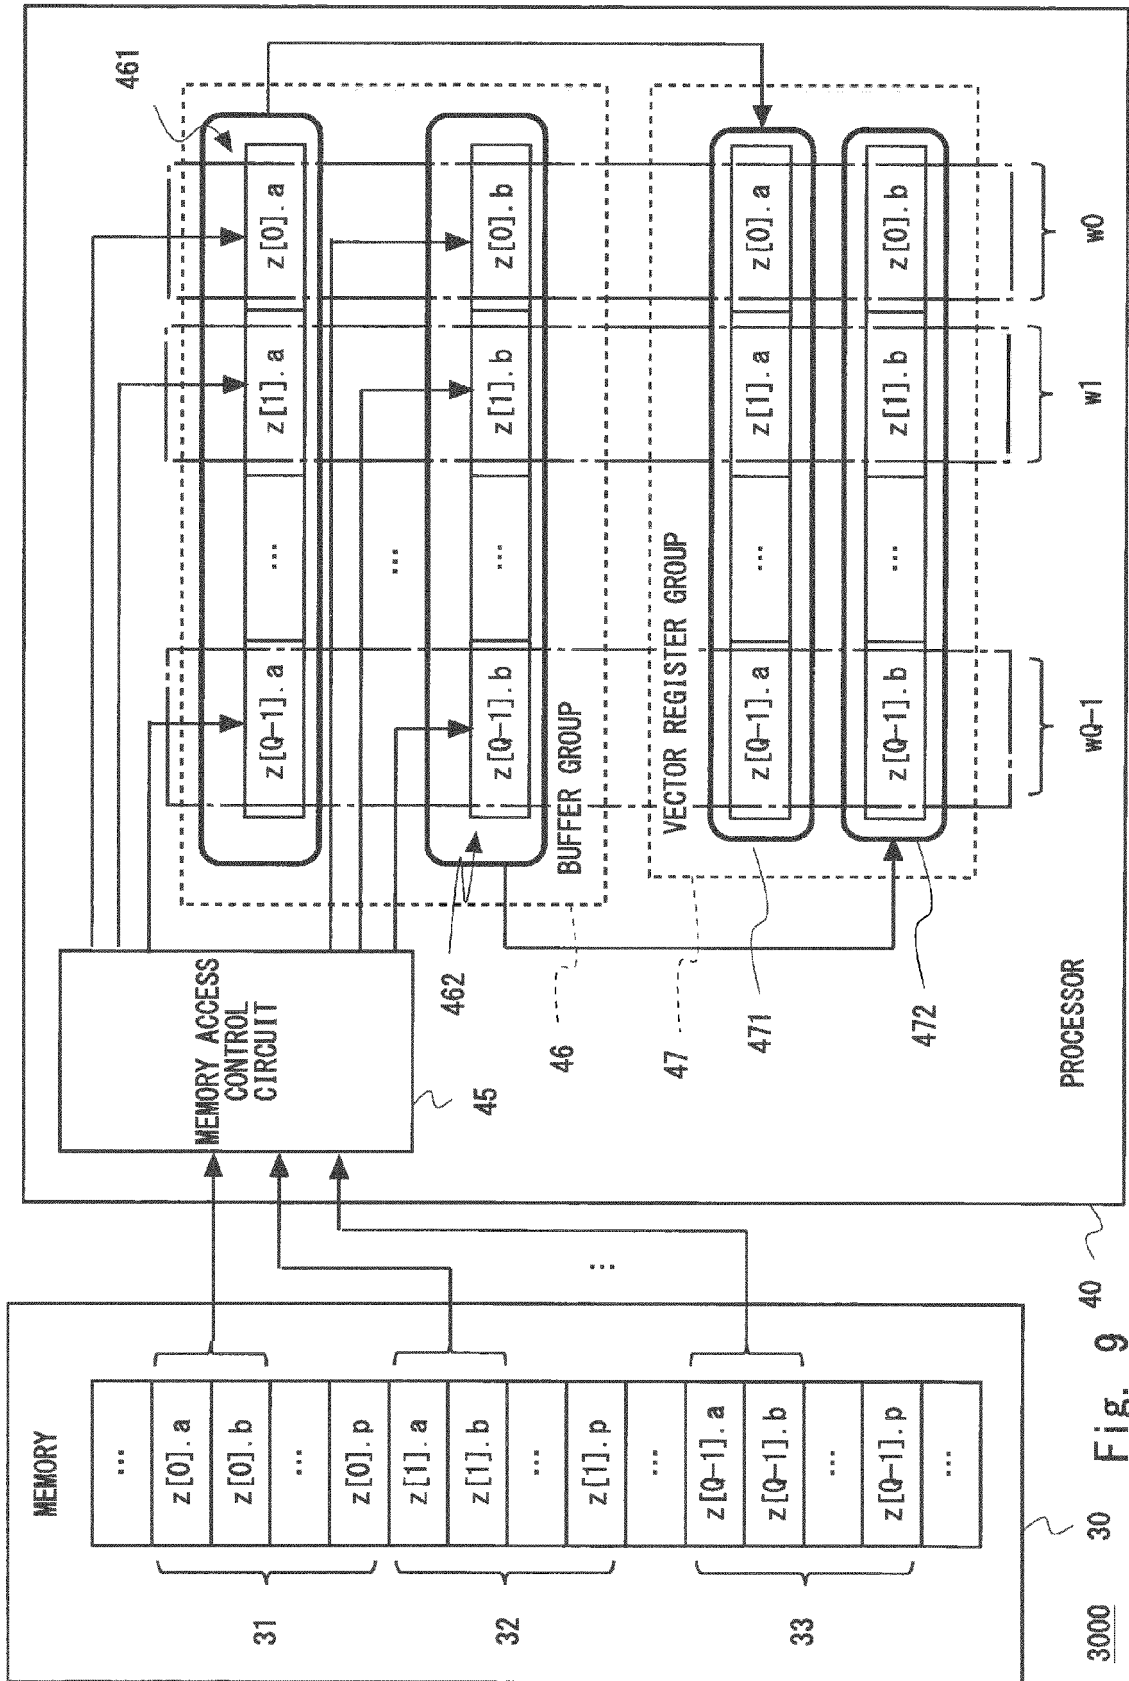 MEMORY
...
z[0].a
z[0].b
...
z[0].p
z[1].a
z[1].b
...
z[1].p
...
z[Q-1].a
z[Q-1].b
...
z[Q-1].p
...
31
32
33
...
MEMORY ACCESS
CONTROL
CIRCUIT
45
461
z[Q-1].a
...
z[1].a
z[0].a
...
462
z[Q-1].b
...
z[1].b
z[0].b
BUFFER GROUP
46
VECTOR REGISTER GROUP
47
z[Q-1].a
...
z[1].a
z[0].a
471
z[Q-1].b
...
z[1].b
z[0].b
472
PROCESSOR
wQ-1
w1
w0
3000
30
40
Fig. 9